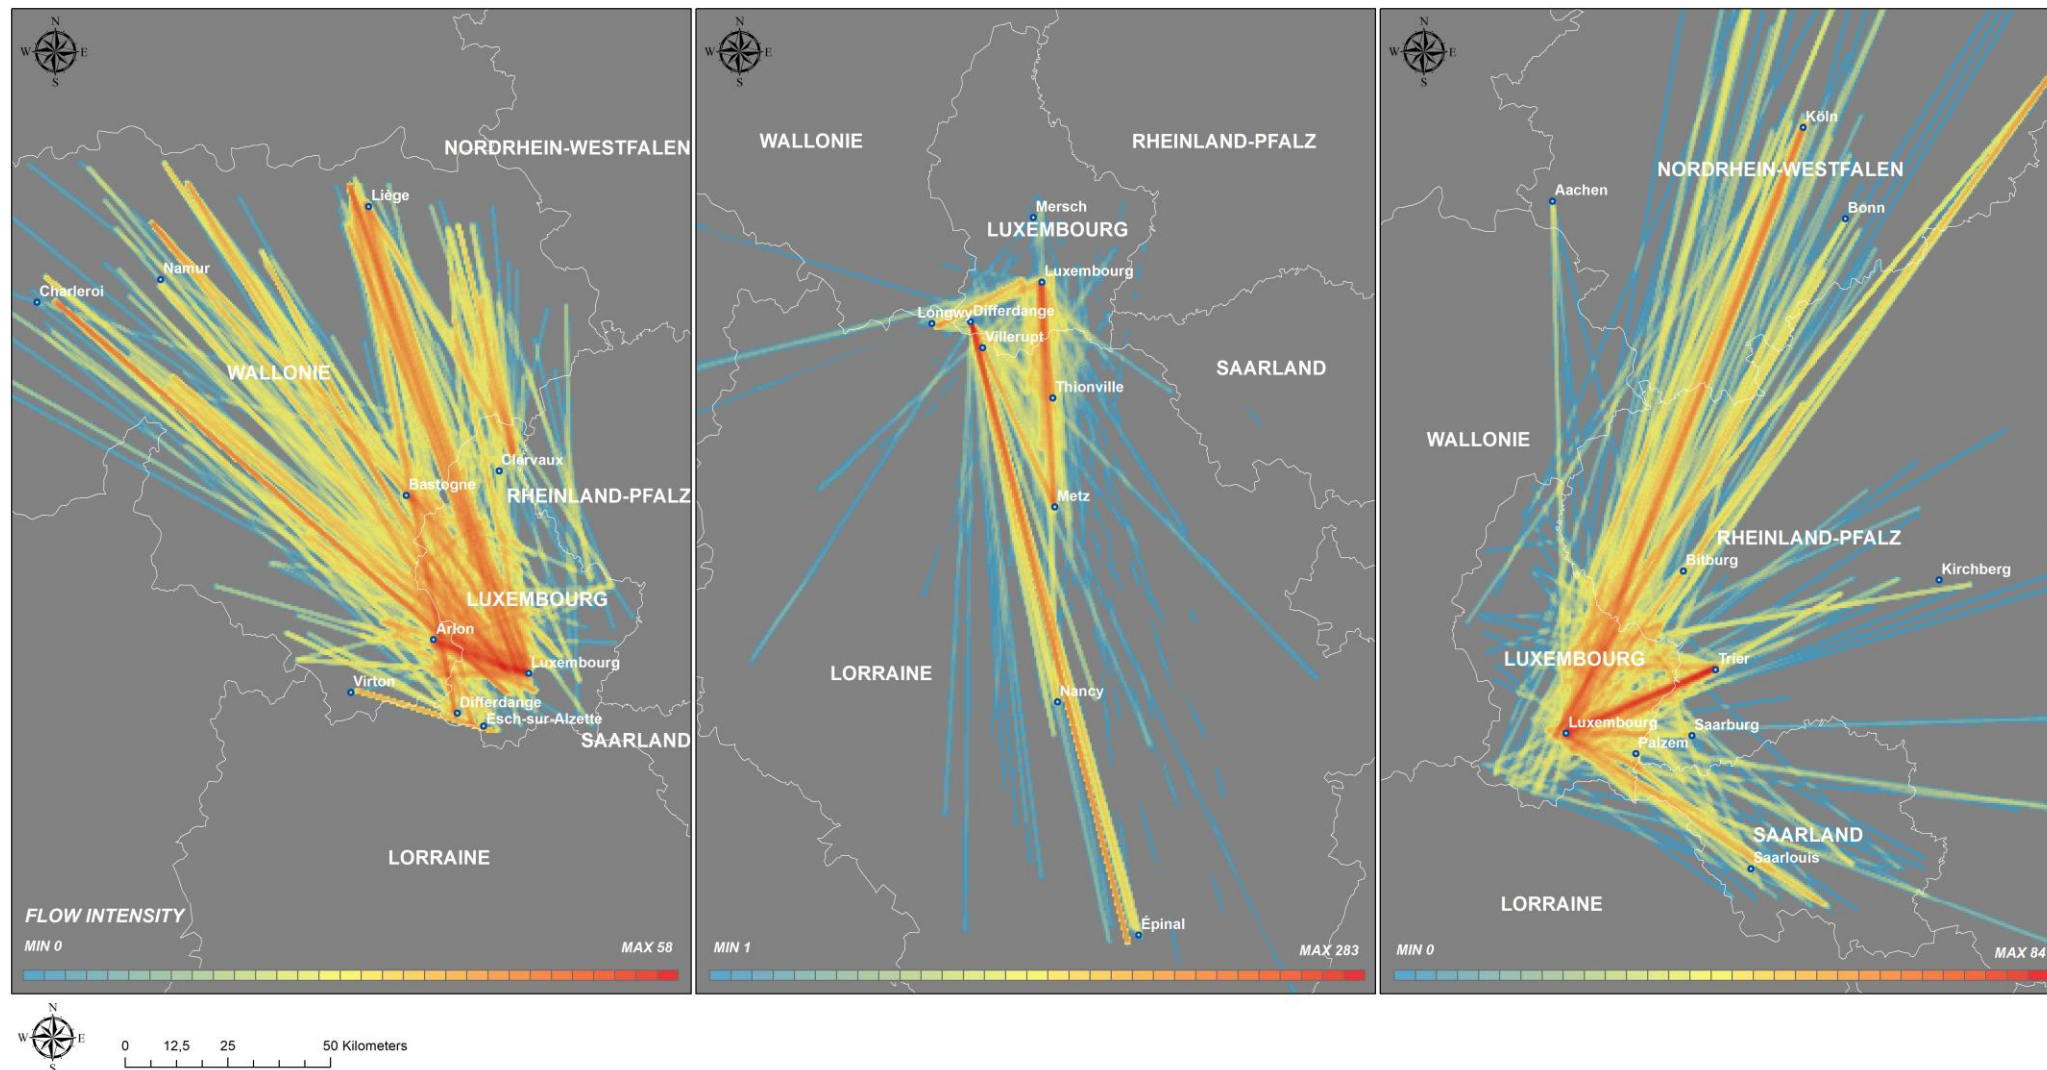 N
W E
S
NORDRHEIN-WESTFALEN
Liège
Namur
Charleroi
WALLONIE
Clervaux
Bastogne
RHEINLAND-PFALZ
LUXEMBOURG
Arlon
Luxembourg
Virton
Differdange
Esch-sur-Alzette
SAARLAND
LORRAINE
FLOW INTENSITY
MIN 0 MAX 58
N
W E
S
WALLONIE
RHEINLAND-PFALZ
Mersch
LUXEMBOURG
Luxembourg
Longwy
Differdange
Villerupt
SAARLAND
Thionville
Metz
LORRAINE
Nancy
Épinal
MIN 1 MAX 283
N
W E
S
Köln
NORDRHEIN-WESTFALEN
Aachen
Bonn
WALLONIE
RHEINLAND-PFALZ
Bitburg
Kirchberg
LUXEMBOURG
Trier
Luxembourg
Saarburg
Palzem
SAARLAND
Saarlouis
LORRAINE
MIN 0 MAX 84
N
W E
S
0 12,5 25 50 Kilometers